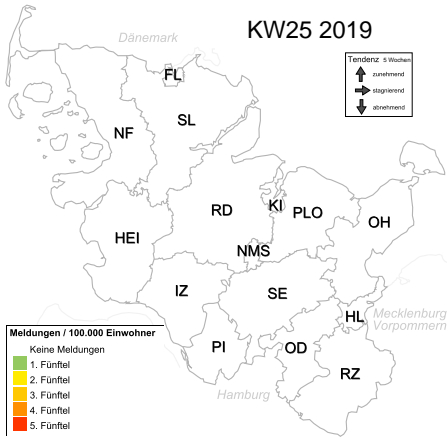 KW25 2019
Dänemark
Tendenz 5 Wochen
zunehmend
stagnierend
abnehmend
FL
SL
NF
RD
KI
PLO
OH
HEI
NMS
IZ
SE
HL
Mecklenburg
Vorpommern
PI
OD
RZ
Hamburg
Meldungen / 100.000 Einwohner
Keine Meldungen
1. Fünftel
2. Fünftel
3. Fünftel
4. Fünftel
5. Fünftel